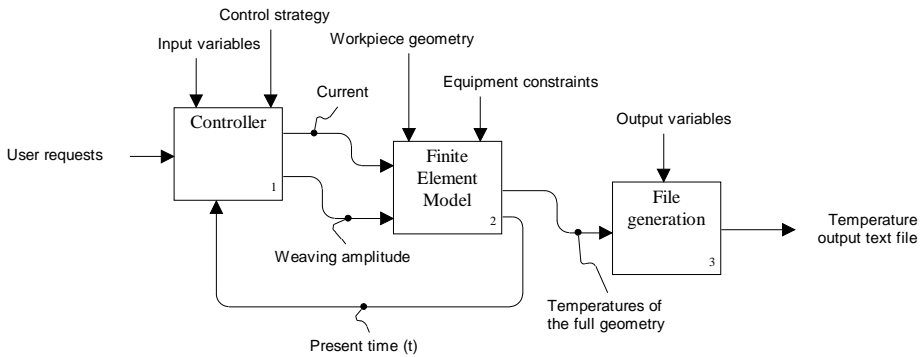 Control strategy
Input variables
Workpiece geometry
Equipment constraints
Current
Controller
1
User requests
Output variables
Finite
Element
Model
2
File
generation
3
Temperature
output text file
Weaving amplitude
Temperatures of
the full geometry
Present time (t)